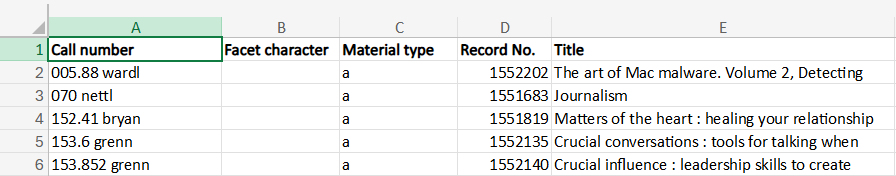 A B C D E
1 Call number Facet character Material type Record No. Title
2 005.88 wardl a 1552202 The art of Mac malware. Volume 2, Detecting
3 070 nettl a 1551683 Journalism
4 152.41 bryan a 1551819 Matters of the heart : healing your relationship
5 153.6 grenn a 1552135 Crucial conversations : tools for talking when
6 153.852 grenn a 1552140 Crucial influence : leadership skills to create